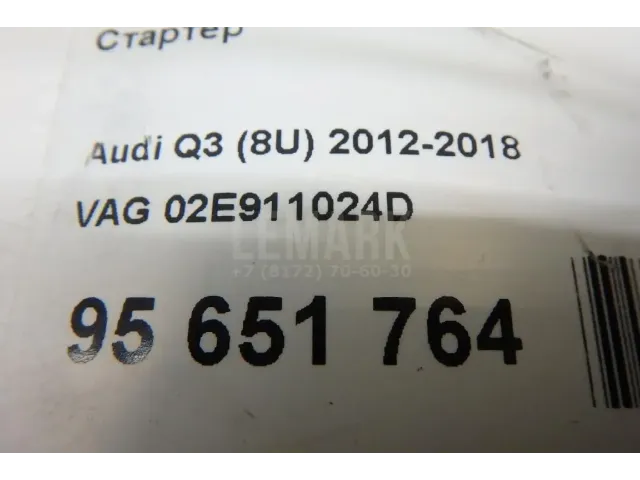 Стартер
Audi Q3 (8U) 2012-2018
VAG 02E911024D
LEMARK
+7 (8172) 70-60-30
95 651 764